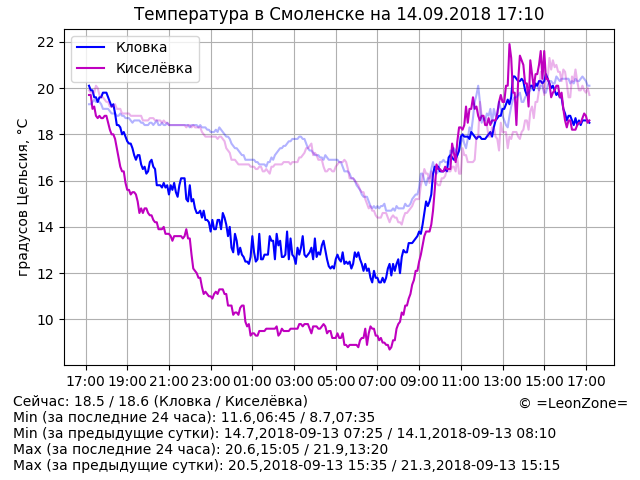 Температура в Смоленске на 14.09.2018 17:10
Кловка
Киселёвка
градусов Цельсия, °C
22
20
18
16
14
12
10
17:00 19:00 21:00 23:00 01:00 03:00 05:00 07:00 09:00 11:00 13:00 15:00 17:00
Сейчас: 18.5 / 18.6 (Кловка / Киселёвка)
© =LeonZone=
Min (за последние 24 часа): 11.6,06:45 / 8.7,07:35
Min (за предыдущие сутки): 14.7,2018-09-13 07:25 / 14.1,2018-09-13 08:10
Max (за последние 24 часа): 20.6,15:05 / 21.9,13:20
Max (за предыдущие сутки): 20.5,2018-09-13 15:35 / 21.3,2018-09-13 15:15